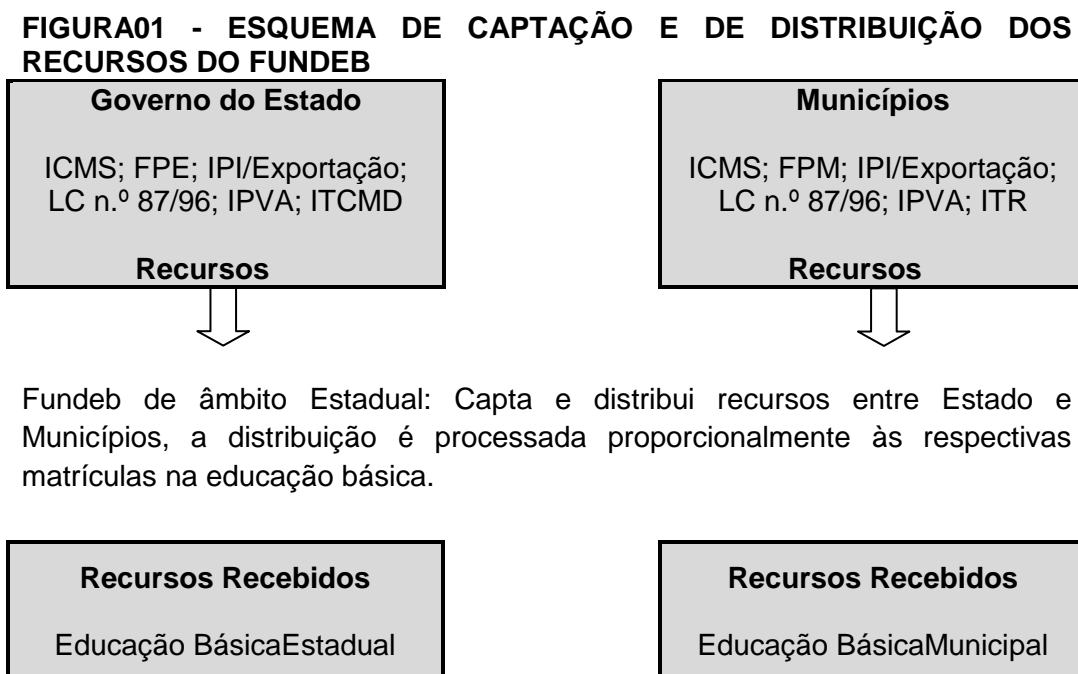 FIGURA01 - ESQUEMA DE CAPTAÇÃO E DE DISTRIBUIÇÃO DOS
RECURSOS DO FUNDEB
Governo do Estado
ICMS; FPE; IPI/Exportação;
LC n.º 87/96; IPVA; ITCMD
Recursos
Municípios
ICMS; FPM; IPI/Exportação;
LC n.º 87/96; IPVA; ITR
Recursos
Fundeb de âmbito Estadual: Capta e distribui recursos entre Estado e
Municípios, a distribuição é processada proporcionalmente às respectivas
matrículas na educação básica.
Recursos Recebidos
Educação BásicaEstadual
Recursos Recebidos
Educação BásicaMunicipal